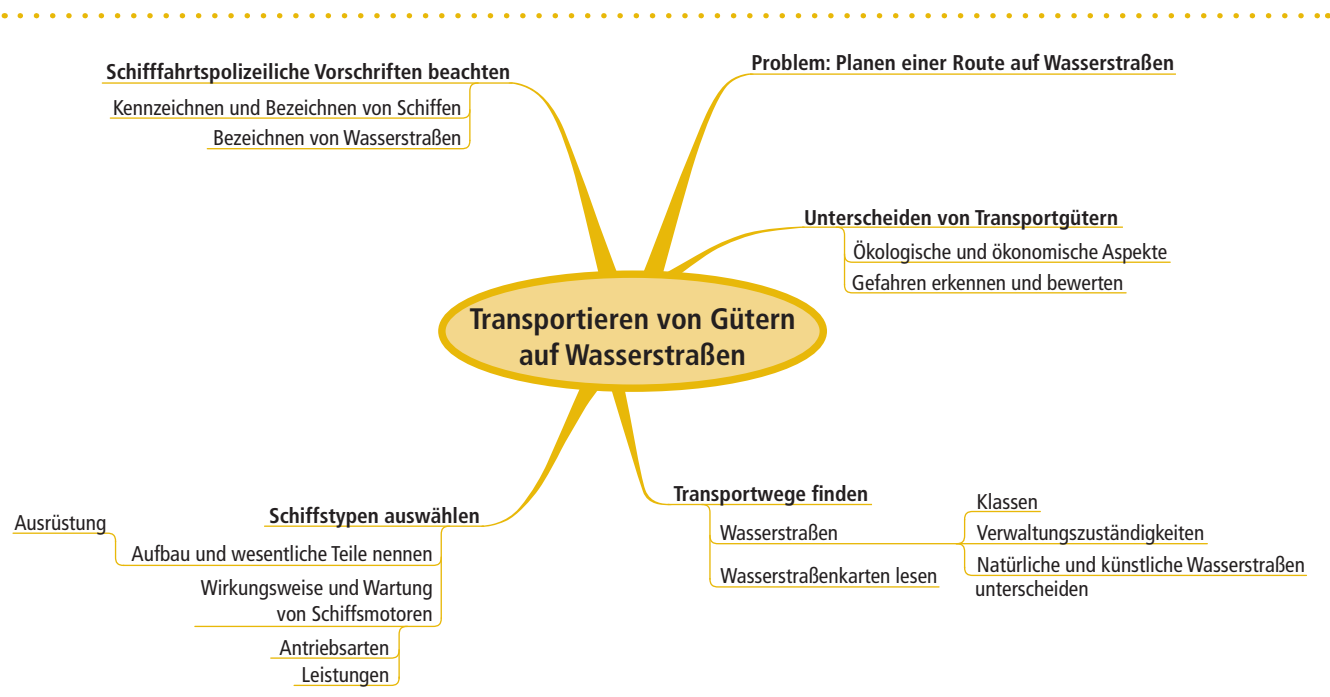 Schifffahrtspolizeiliche Vorschriften beachten
Kennzeichnen und Bezeichnen von Schiffen
Bezeichnen von Wasserstraßen
Problem: Planen einer Route auf Wasserstraßen
Unterscheiden von Transportgütern
Ökologische und ökonomische Aspekte
Gefahren erkennen und bewerten
Transportieren von Gütern
auf Wasserstraßen
Schiffstypen auswählen
Ausrüstung
Aufbau und wesentliche Teile nennen
Wirkungsweise und Wartung
von Schiffsmotoren
Antriebsarten
Leistungen
Transportwege finden
Wasserstraßen
Wasserstraßenkarten lesen
Klassen
Verwaltungszuständigkeiten
Natürliche und künstliche Wasserstraßen
unterscheiden